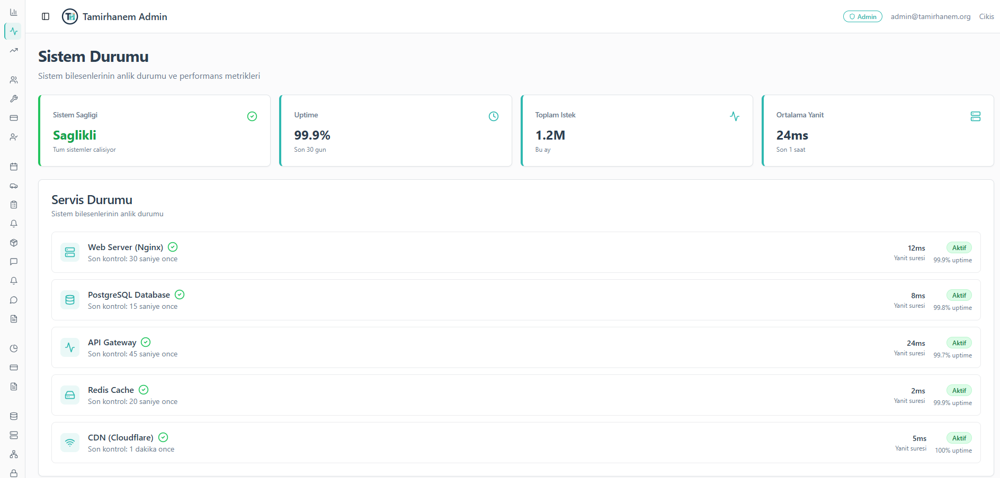 TH Tamirhanem Admin
Admin admin@tamirhanem.org Cikis
Sistem Durumu
Sistem bilesenlerinin anlik durumu ve performans metrikleri
Sistem Sagligi
Saglikli
Tum sistemler calisiyor
Uptime
99.9%
Son 30 gun
Toplam Istek
1.2M
Bu ay
Ortalama Yanit
24ms
Son 1 saat
Servis Durumu
Sistem bilesenlerinin anlik durumu
Web Server (Nginx)
Son kontrol: 30 saniye once
12ms
Yanit suresi
Aktif
99.9% uptime
PostgreSQL Database
Son kontrol: 15 saniye once
8ms
Yanit suresi
Aktif
99.8% uptime
API Gateway
Son kontrol: 45 saniye once
24ms
Yanit suresi
Aktif
99.7% uptime
Redis Cache
Son kontrol: 20 saniye once
2ms
Yanit suresi
Aktif
99.9% uptime
CDN (Cloudflare)
Son kontrol: 1 dakika once
5ms
Yanit suresi
Aktif
100% uptime